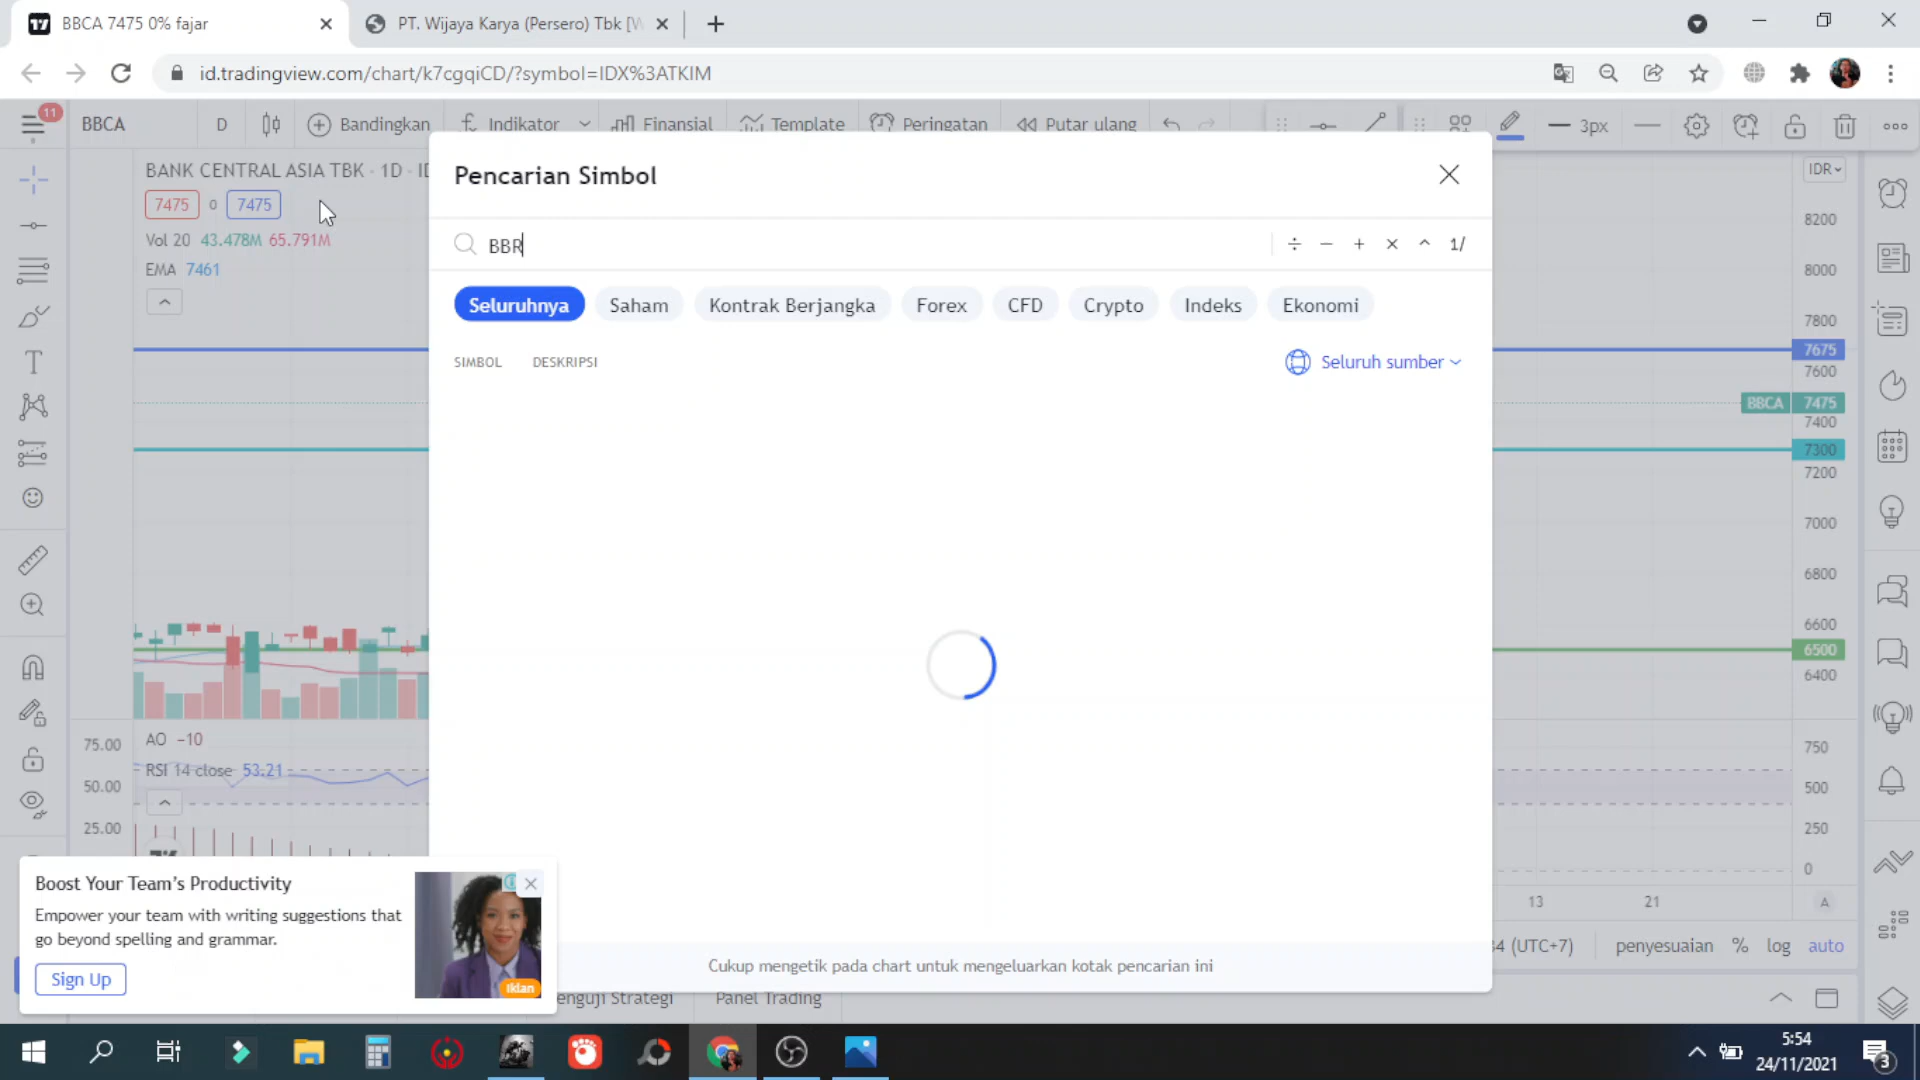 BBCA 7475 0% fajar
PT. Wijaya Karya (Persero) Tbk [W
id.tradingview.com/chart/k7cgqiCD/?symbol=IDX%3ATKIM
11
BBCA
D
Bandingkan
Indikator
Finansial
Template
Peringatan
Putar ulang
3px
BANK CENTRAL ASIA TBK · 1D · ID
7475 0 7475
Vol 20 43.478M 65.791M
EMA 7461
Pencarian Simbol
BBR
÷ − + × ^ 1/
Seluruhnya
Saham
Kontrak Berjangka
Forex
CFD
Crypto
Indeks
Ekonomi
SIMBOL
DESKRIPSI
Seluruh sumber
Cukup mengetik pada chart untuk mengeluarkan kotak pencarian ini
IDR
8200
8000
7800
7675
7600
BBCA 7475
7400
7300
7200
7000
6800
6600
6500
6400
750
500
250
0
75.00
50.00
25.00
AO −10
RSI 14 close 53.21
13
21
A
(UTC+7)
penyesuaian
%
log
auto
enguji Strategi
Panel Trading
Boost Your Team's Productivity
Empower your team with writing suggestions that
go beyond spelling and grammar.
Sign Up
Iklan
5:54
24/11/2021
3